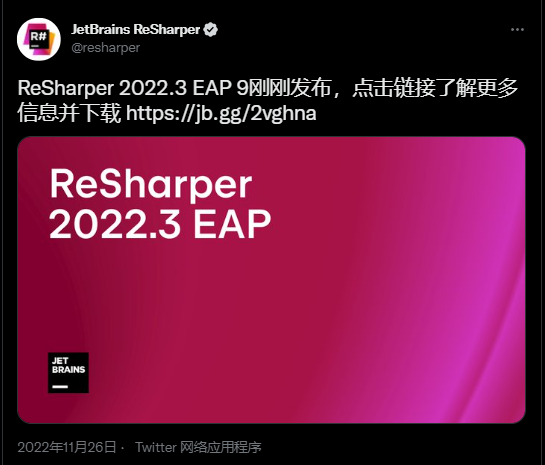 R#
JetBrains ReSharper
@resharper
ReSharper 2022.3 EAP 9刚刚发布，点击链接了解更多
信息并下载 https://jb.gg/2vghna
ReSharper
2022.3 EAP
JET
BRAINS
2022年11月26日 · Twitter 网络应用程序